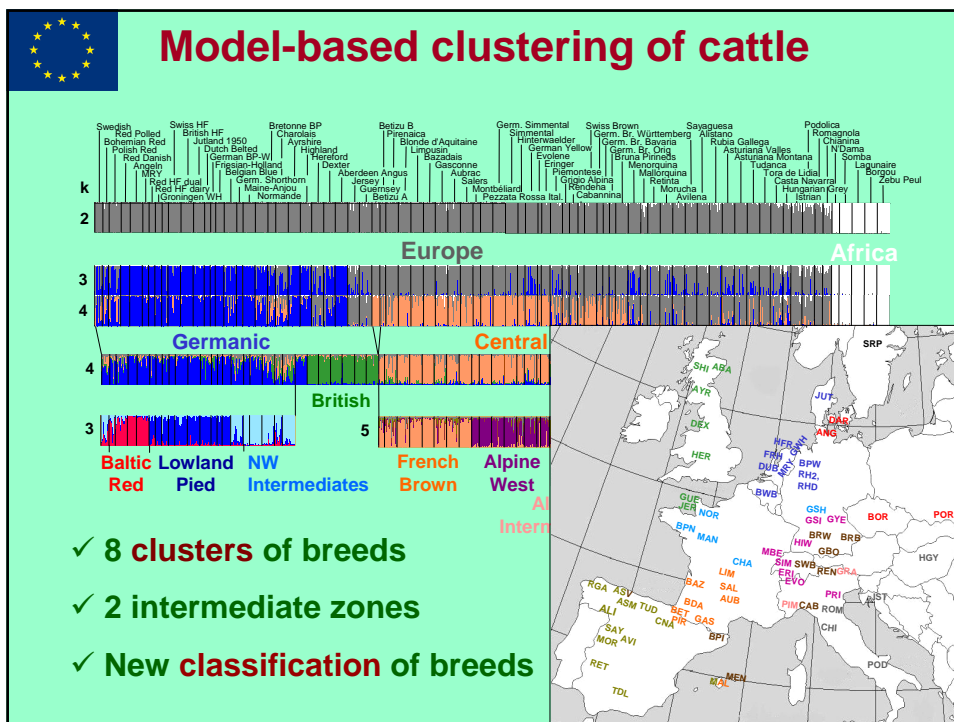 Model-based clustering of cattle
Swedish
Red Polled
Bohemian Red
Polish Red
Red Danish
Angeln
MRY
Red HF dual
Red HF dairy
Groningen WH
Swiss HF
British HF
Jutland 1950
Dutch Belted
German BP-W
Friesian-Holland
Belgian Blue
Germ. Shorthorn
Maine-Anjou
Normande
Bretonne BP
Charolais
Ayrshire
Highland
Hereford
Dexter
Aberdeen Angus
Jersey
Guernsey
Betizu A
Betizu B
Pirenaica
Blonde d'Aquitaine
Limousin
Bazadais
Gasconne
Aubrac
Salers
Montbéliard
Pezzata Rossa Ital.
Germ. Simmental
Simmental
Hinterwaelder
German Yellow
Evolene
Eringer
Piemontese
Grigio Alpina
Rendena
Cabannina
Swiss Brown
Germ. Br. Württemberg
Germ. Br. Bavaria
Germ. Br. Orig
Bruna Pirineds
Menorquina
Mallorquina
Retinta
Morucha
Avilena
Sayaguesa
Alistano
Rubia Gallega
Asturiana Valles
Asturiana Montana
Tudanca
Tora de Lidia
Casta Navarra
Hungarian Grey
Istrian
Podolica
Romagnola
Chianina
N'Dama
Somba
Lagunaire
Borgou
Zebu Peul
k
2
Europe
Africa
3
4
Germanic
Central
4
British
3
5
Baltic Red
Lowland Pied
NW Intermediates
French Brown
Alpine West
Al
Intern
✓ 8 clusters of breeds
✓ 2 intermediate zones
✓ New classification of breeds
SRP
SHI
ABA
AYR
JUT
DEX
DAR
ANG
HER
HFR
GWH
FRH
MRY
DUB
BPW
RH2,
RHD
BWB
GUE
JER
NOR
GSH
GSI
GYE
BOR
POR
BPN
MAN
BRW
BRB
HIW
GBO
HGY
CHA
MBE
SIM
SWB
REN
GRA
ERI
EVO
LIM
BAZ
SAL
AUB
PRI
IST
RGA
ASV
ASM
TUD
BDA
BET
GAS
PIR
PIM
CAB
ROM
ALI
CNA
CHI
SAY
AVI
BPI
MOR
RET
MEN
MAL
POD
TDL